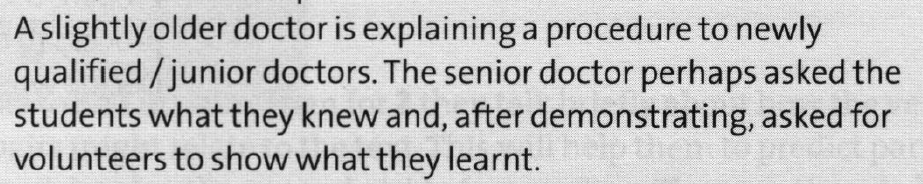 A slightly older doctor is explaining a procedure to newly
qualified / junior doctors. The senior doctor perhaps asked the
students what they knew and, after demonstrating, asked for
volunteers to show what they learnt.